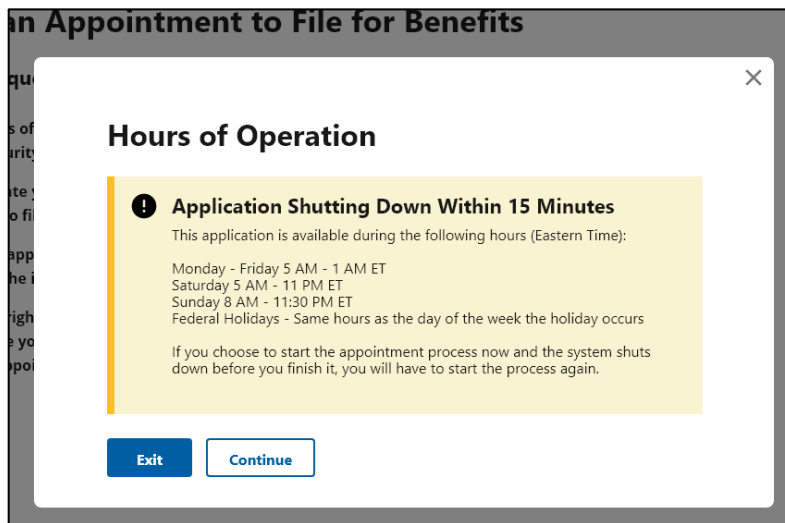 an Appointment to File for Benefits
Hours of Operation
Application Shutting Down Within 15 Minutes
This application is available during the following hours (Eastern Time):
Monday - Friday 5 AM - 1 AM ET
Saturday 5 AM - 11 PM ET
Sunday 8 AM - 11:30 PM ET
Federal Holidays - Same hours as the day of the week the holiday occurs
If you choose to start the appointment process now and the system shuts
down before you finish it, you will have to start the process again.
Exit
Continue